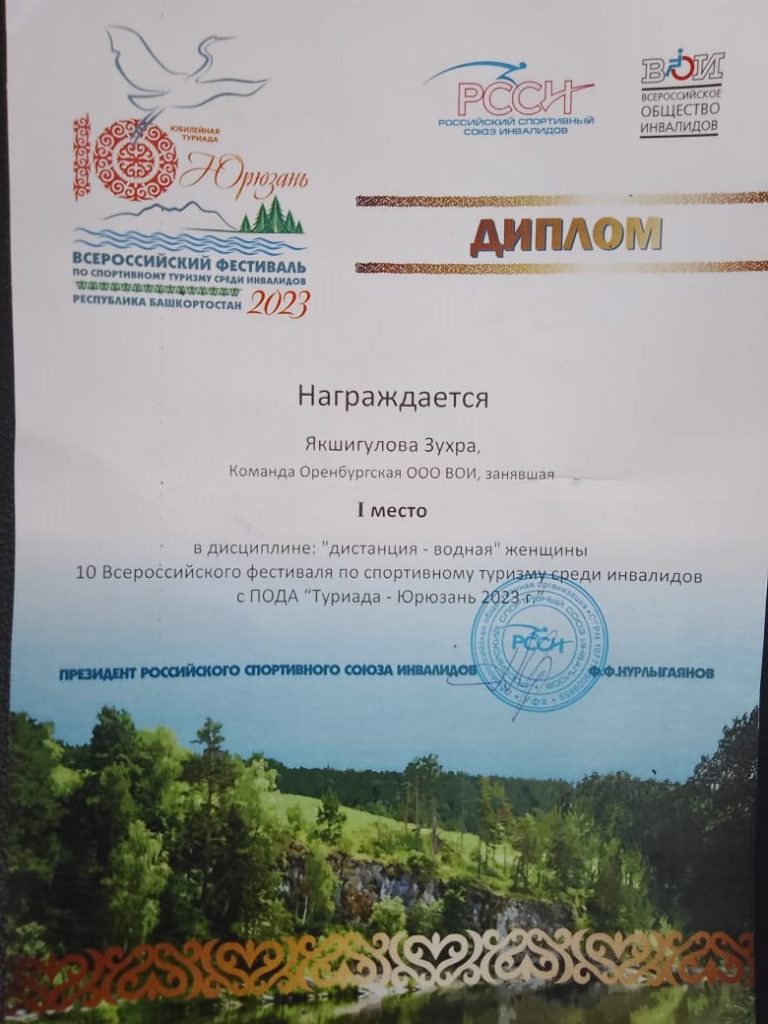 10
ЮБИЛЕЙНАЯ
ТУРИАДА
Юрюзань
ВСЕРОССИЙСКИЙ ФЕСТИВАЛЬ
ПО СПОРТИВНОМУ ТУРИЗМУ СРЕДИ ИНВАЛИДОВ
РЕСПУБЛИКА БАШКОРТОСТАН 2023
РССИ
РОССИЙСКИЙ СПОРТИВНЫЙ
СОЮЗ ИНВАЛИДОВ
ВОИ
ВСЕРОССИЙСКОЕ
ОБЩЕСТВО
ИНВАЛИДОВ
ДИПЛОМ
Награждается
Якшигулова Зухра,
Команда Оренбургская ООО ВОИ, занявшая
I место
в дисциплине: "дистанция - водная" женщины
10 Всероссийского фестиваля по спортивному туризму среди инвалидов
с ПОДА “Туриада - Юрюзань 2023 г.”
РССИ
ПРЕЗИДЕНТ РОССИЙСКОГО СПОРТИВНОГО СОЮЗА ИНВАЛИДОВ Ф.Ф.НУРЛЫГАЯНОВ